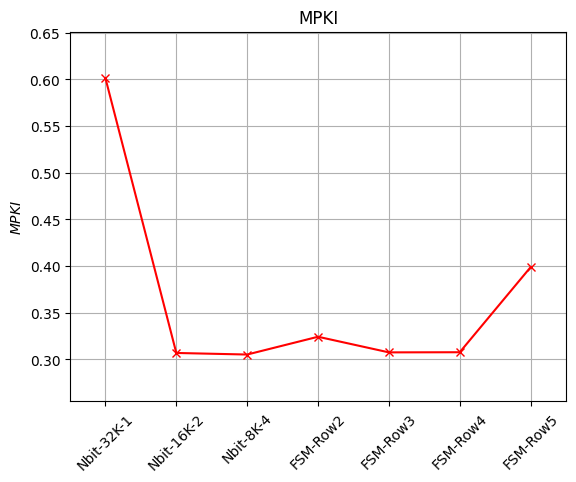 MPKI
0.65
0.60
0.55
0.50
0.45
0.40
0.35
0.30
MPKI
Nbit-32K-1
Nbit-16K-2
Nbit-8K-4
FSM-Row2
FSM-Row3
FSM-Row4
FSM-Row5